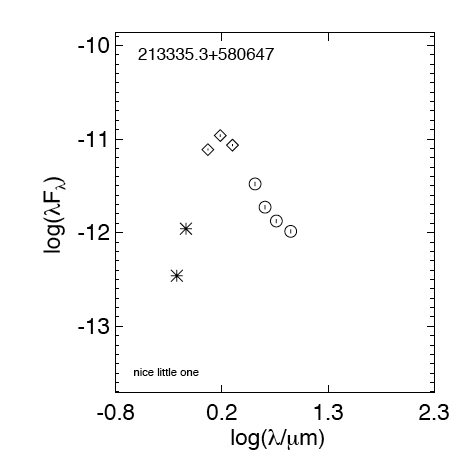 213335.3+580647
-10
-11
-12
-13
log(λFλ)
nice little one
-0.8 0.2 1.3 2.3
log(λ/μm)